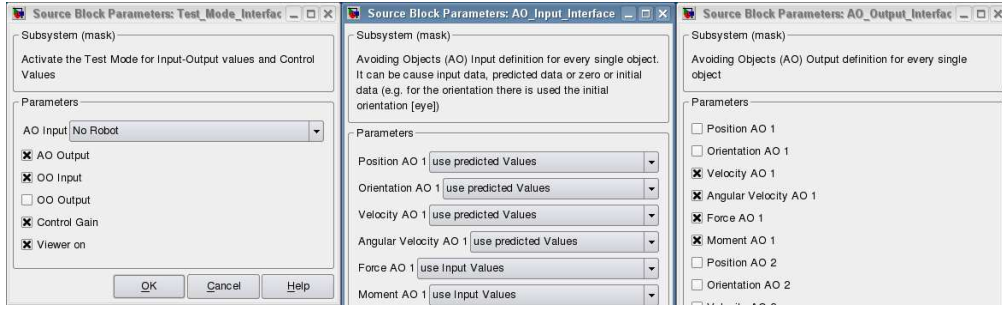 Source Block Parameters: Test_Mode_Interfac
Subsystem (mask)
Activate the Test Mode for Input-Output values and Control
Values
Parameters
AO Input No Robot
AO Output
OO Input
OO Output
Control Gain
Viewer on
OK Cancel Help
Source Block Parameters: AO_Input_Interface
Subsystem (mask)
Avoiding Objects (AO) Input definition for every single object.
It can be cause input data, predicted data or zero or initial
data (e.g. for the orientation there is used the initial
orientation [eye])
Parameters
Position AO 1 use predicted Values
Orientation AO 1 use predicted Values
Velocity AO 1 use predicted Values
Angular Velocity AO 1 use predicted Values
Force AO 1 use Input Values
Moment AO 1 use Input Values
Source Block Parameters: AO_Output_Interfac
Subsystem (mask)
Avoiding Objects (AO) Output definition for every single
object
Parameters
Position AO 1
Orientation AO 1
Velocity AO 1
Angular Velocity AO 1
Force AO 1
Moment AO 1
Position AO 2
Orientation AO 2